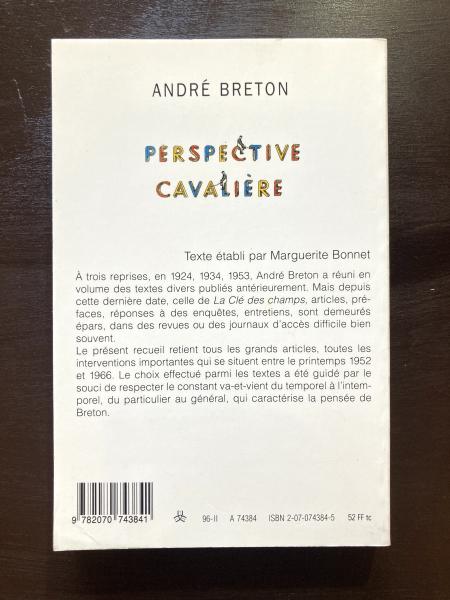 ANDRÉ BRETON
PERSPECTIVE
CAVALIÈRE
Texte établi par Marguerite Bonnet
À trois reprises, en 1924, 1934, 1953, André Breton a réuni en
volume des textes divers publiés antérieurement. Mais depuis
cette dernière date, celle de La Clé des champs, articles, pré-
faces, réponses à des enquêtes, entretiens, sont demeurés
épars, dans des revues ou des journaux d'accès difficile bien
souvent.
Le présent recueil retient tous les grands articles, toutes les
interventions importantes qui se situent entre le printemps 1952
et 1966. Le choix effectué parmi les textes a été guidé par le
souci de respecter le constant va-et-vient du temporel à l'intem-
porel, du particulier au général, qui caractérise la pensée de
Breton.
9 782070 743841
96-II A 74384 ISBN 2-07-074384-5 52 FF tc